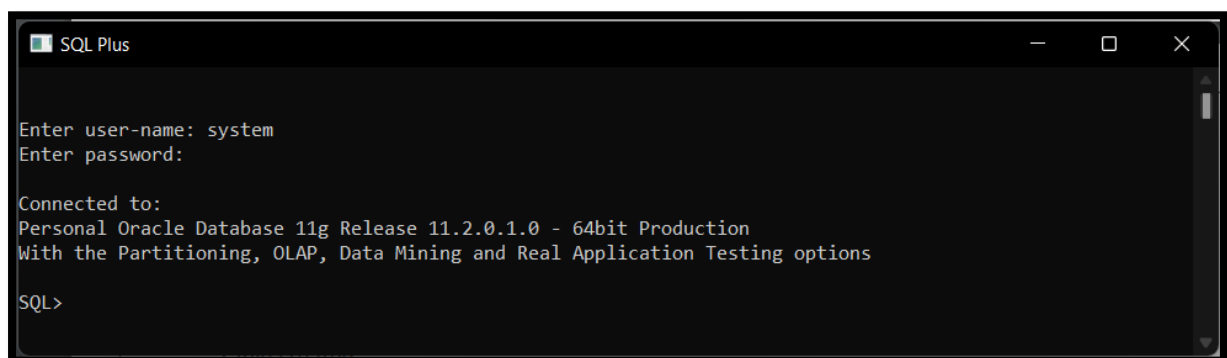 SQL Plus
Enter user-name: system
Enter password:
Connected to:
Personal Oracle Database 11g Release 11.2.0.1.0 - 64bit Production
With the Partitioning, OLAP, Data Mining and Real Application Testing options
SQL>